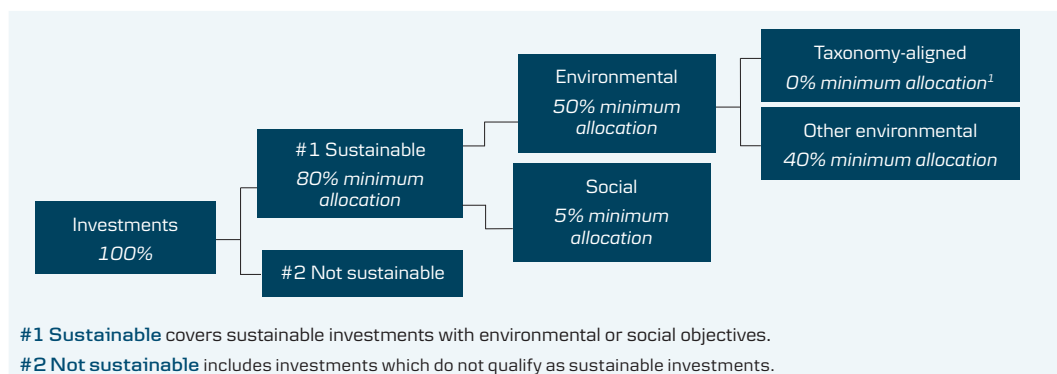 Investments
100%
#1 Sustainable
80% minimum
allocation
#2 Not sustainable
Environmental
50% minimum
allocation
Social
5% minimum
allocation
Taxonomy-aligned
0% minimum allocation¹
Other environmental
40% minimum allocation
#1 Sustainable covers sustainable investments with environmental or social objectives.
#2 Not sustainable includes investments which do not qualify as sustainable investments.